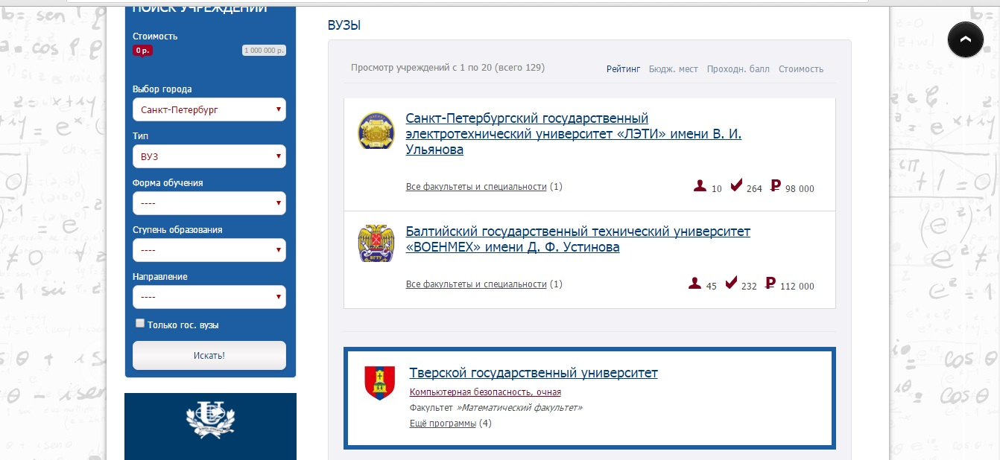 ПОИСК УЧРЕЖДЕНИЙ
Стоимость
0 р.
1 000 000 р.
Выбор города
Санкт-Петербург
Тип
ВУЗ
Форма обучения
----
Ступень образования
----
Направление
----
Только гос. вузы
Искать!
ВУЗЫ
Просмотр учреждений с 1 по 20 (всего 129)
Рейтинг Бюдж. мест Проходн. балл Стоимость
Санкт-Петербургский государственный
электротехнический университет «ЛЭТИ» имени В. И.
Ульянова
Все факультеты и специальности (1)
10 264 98 000
Балтийский государственный технический университет
«ВОЕНМЕХ» имени Д. Ф. Устинова
Все факультеты и специальности (1)
45 232 112 000
Тверской государственный университет
Компьютерная безопасность, очная
Факультет »Математический факультет»
Ещё программы (4)